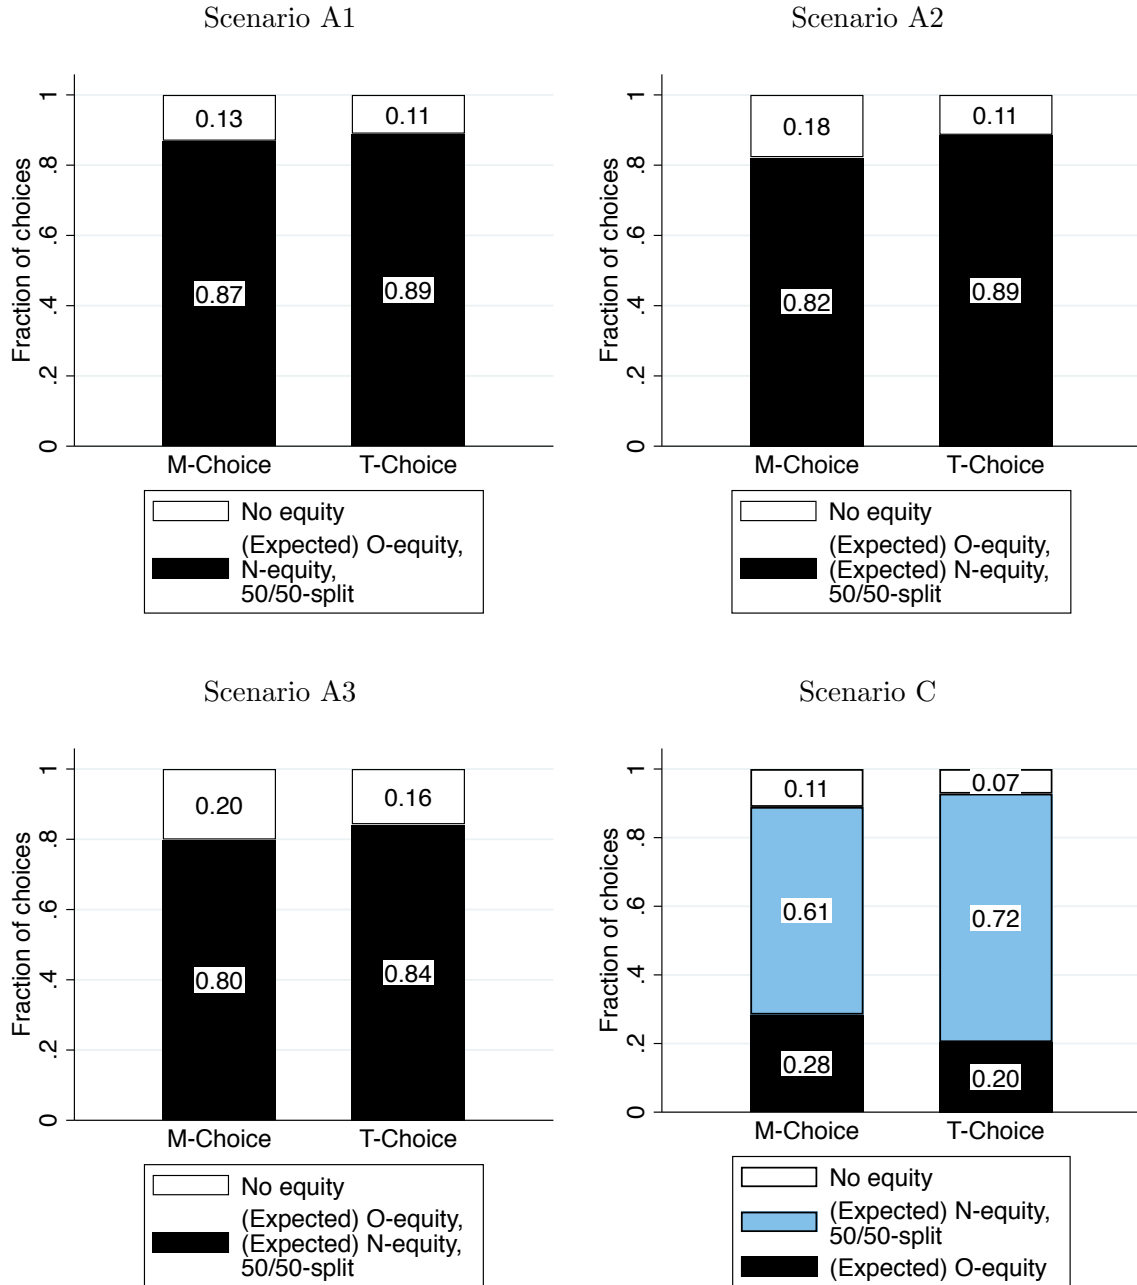 Scenario A1
Fraction of choices
1
.8
.6
.4
.2
0
0.13
0.87
0.11
0.89
M-Choice
T-Choice
No equity
(Expected) O-equity,
N-equity,
50/50-split
Scenario A2
Fraction of choices
1
.8
.6
.4
.2
0
0.18
0.82
0.11
0.89
M-Choice
T-Choice
No equity
(Expected) O-equity,
(Expected) N-equity,
50/50-split
Scenario A3
Fraction of choices
1
.8
.6
.4
.2
0
0.20
0.80
0.16
0.84
M-Choice
T-Choice
No equity
(Expected) O-equity,
(Expected) N-equity,
50/50-split
Scenario C
Fraction of choices
1
.8
.6
.4
.2
0
0.11
0.61
0.28
0.07
0.72
0.20
M-Choice
T-Choice
No equity
(Expected) N-equity,
50/50-split
(Expected) O-equity